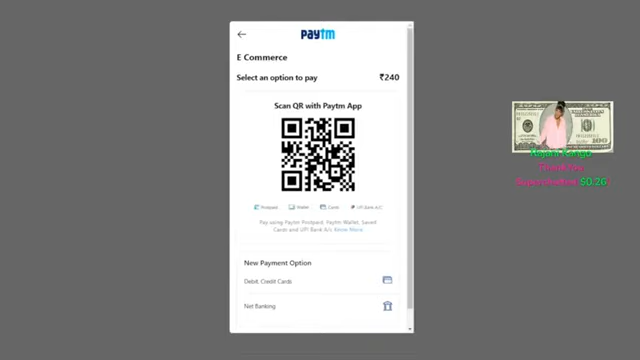 paytm
E Commerce
Select an option to pay ₹240
Scan QR with Paytm App
Postpaid Wallet Cards UPI Bank A/C
Pay using Paytm Postpaid, Paytm Wallet, Saved
Cards and UPI Bank A/c Know More
New Payment Option
Debit, Credit Cards
Net Banking
100
$0.26